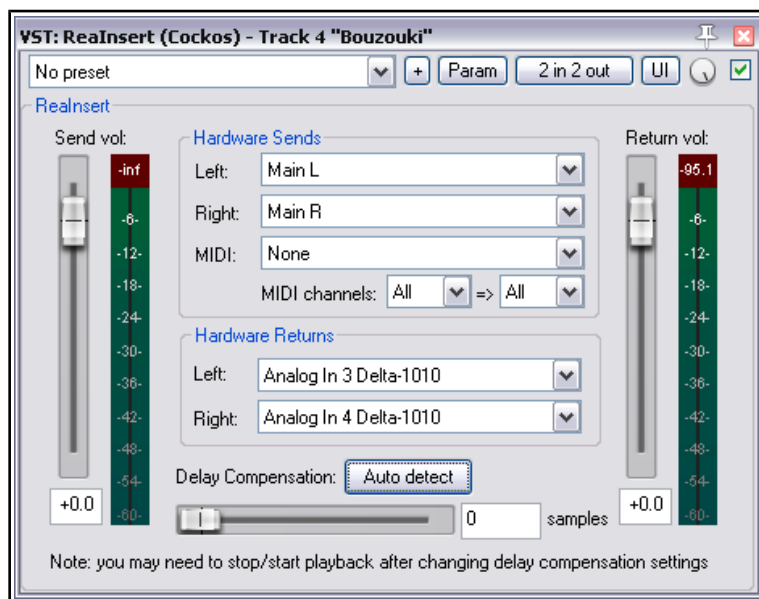 VST: ReaInsert (Cockos) - Track 4 "Bouzouki"
No preset + Param 2 in 2 out UI
ReaInsert
Send vol: Hardware Sends Return vol:
-inf Left: Main L -95.1
-6- Right: Main R -6-
-12- MIDI: None -12-
-18- MIDI channels: All => All -18-
-24- -24-
-30- Hardware Returns -30-
-36- Left: Analog In 3 Delta-1010 -36-
-42- Right: Analog In 4 Delta-1010 -42-
-48- -48-
-54- Delay Compensation: Auto detect -54-
+0.0 -60- 0 samples +0.0 -60-
Note: you may need to stop/start playback after changing delay compensation settings